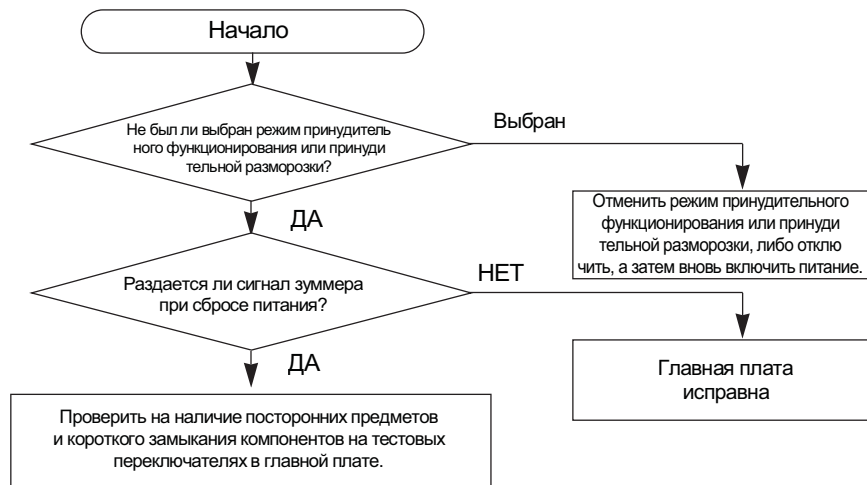 Начало
Не был ли выбран режим принудитель
ного функционирования или принуди
тельной разморозки?
Выбран
Отменить режим принудительного
функционирования или принуди
тельной разморозки, либо отклю
чить, а затем вновь включить питание.
ДА
Раздается ли сигнал зуммера
при сбросе питания?
НЕТ
Главная плата
исправна
ДА
Проверить на наличие посторонних предметов
и короткого замыкания компонентов на тестовых
переключателях в главной плате.